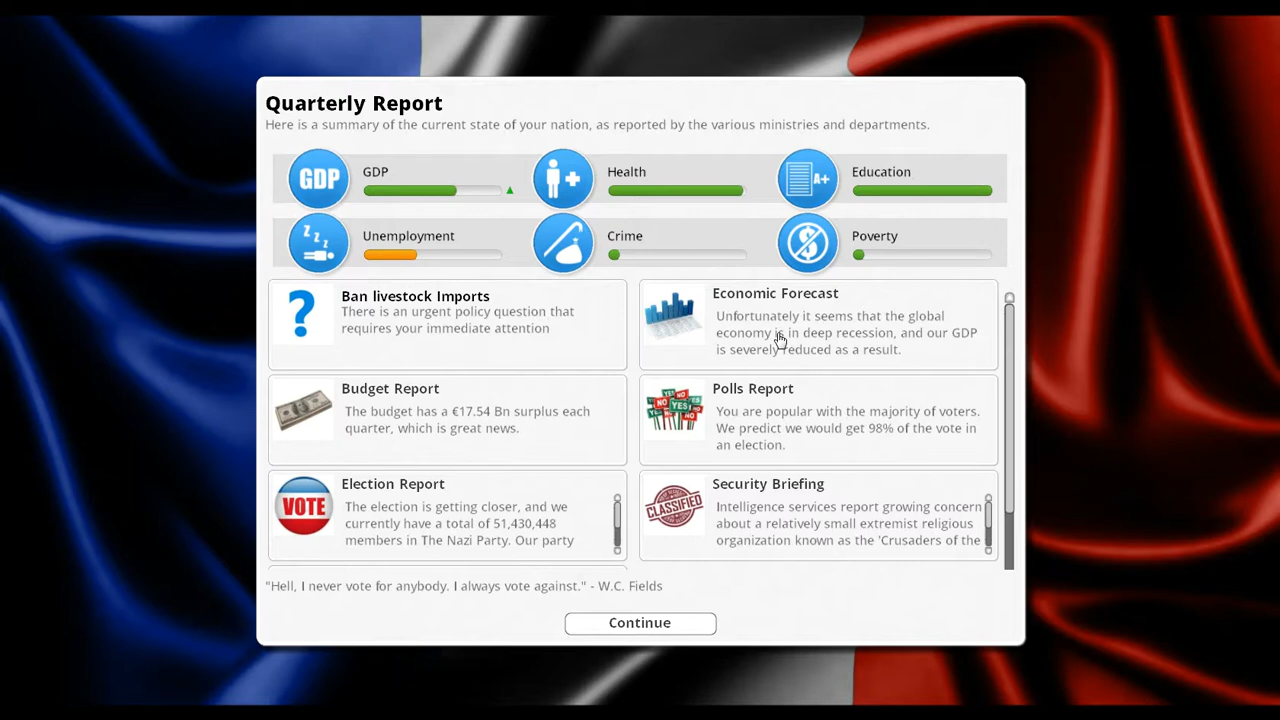 Quarterly Report
Here is a summary of the current state of your nation, as reported by the various ministries and departments.
GDP
GDP
Health
A+
Education
Z Z Z
Unemployment
Crime
Poverty
Ban livestock Imports
There is an urgent policy question that
requires your immediate attention
Economic Forecast
Unfortunately it seems that the global
economy is in deep recession, and our GDP
is severely reduced as a result.
Budget Report
The budget has a €17.54 Bn surplus each
quarter, which is great news.
YES
NO
YES
NO
Polls Report
You are popular with the majority of voters.
We predict we would get 98% of the vote in
an election.
VOTE
Election Report
The election is getting closer, and we
currently have a total of 51,430,448
members in The Nazi Party. Our party
CLASSIFIED
Security Briefing
Intelligence services report growing concern
about a relatively small extremist religious
organization known as the 'Crusaders of the
"Hell, I never vote for anybody. I always vote against." - W.C. Fields
Continue